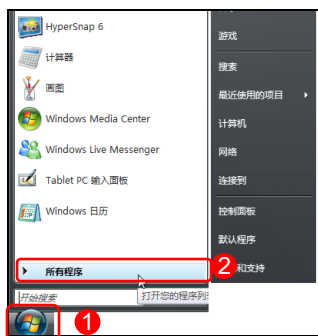 HyperSnap 6
计算器
画图
Windows Media Center
Windows Live Messenger
Tablet PC 输入面板
Windows 日历
所有程序
开始搜索
1
游戏
搜索
最近使用的项目
计算机
网络
连接到
控制面板
默认程序
2
和支持
打开您的程序列